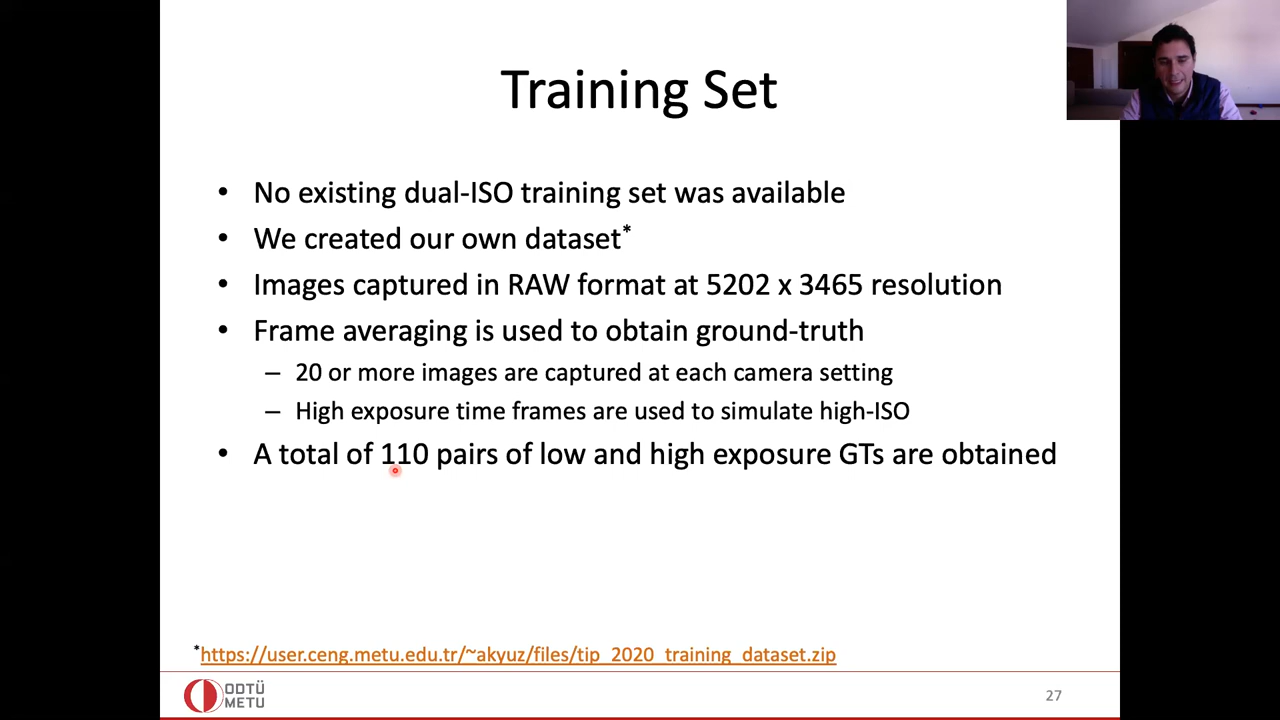 Training Set
• No existing dual-ISO training set was available
• We created our own dataset*
• Images captured in RAW format at 5202 x 3465 resolution
• Frame averaging is used to obtain ground-truth
– 20 or more images are captured at each camera setting
– High exposure time frames are used to simulate high-ISO
• A total of 110 pairs of low and high exposure GTs are obtained
*https://user.ceng.metu.edu.tr/~akyuz/files/tip_2020_training_dataset.zip
ODTÜ
METU
27